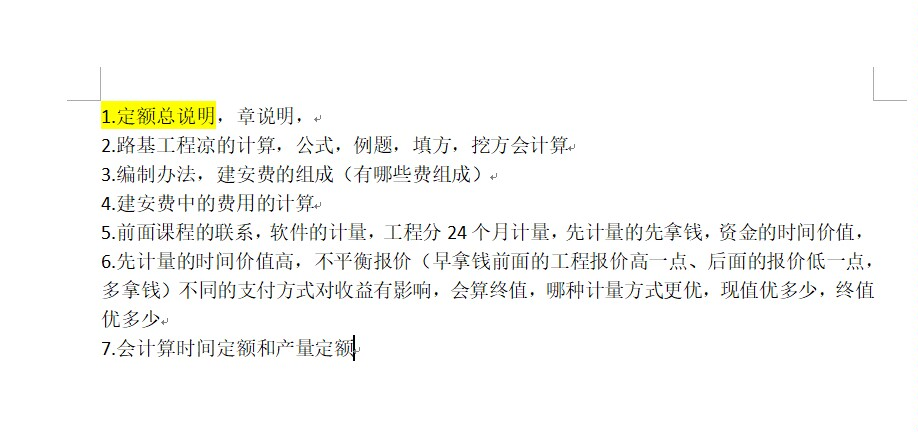 1.定额总说明，章说明，
2.路基工程凉的计算，公式，例题，填方，挖方会计算
3.编制办法，建安费的组成（有哪些费组成）
4.建安费中的费用的计算
5.前面课程的联系，软件的计量，工程分 24 个月计量，先计量的先拿钱，资金的时间价值，
6.先计量的时间价值高，不平衡报价（早拿钱前面的工程报价高一点、后面的报价低一点，
多拿钱）不同的支付方式对收益有影响，会算终值，哪种计量方式更优，现值优多少，终值
优多少
7.会计算时间定额和产量定额